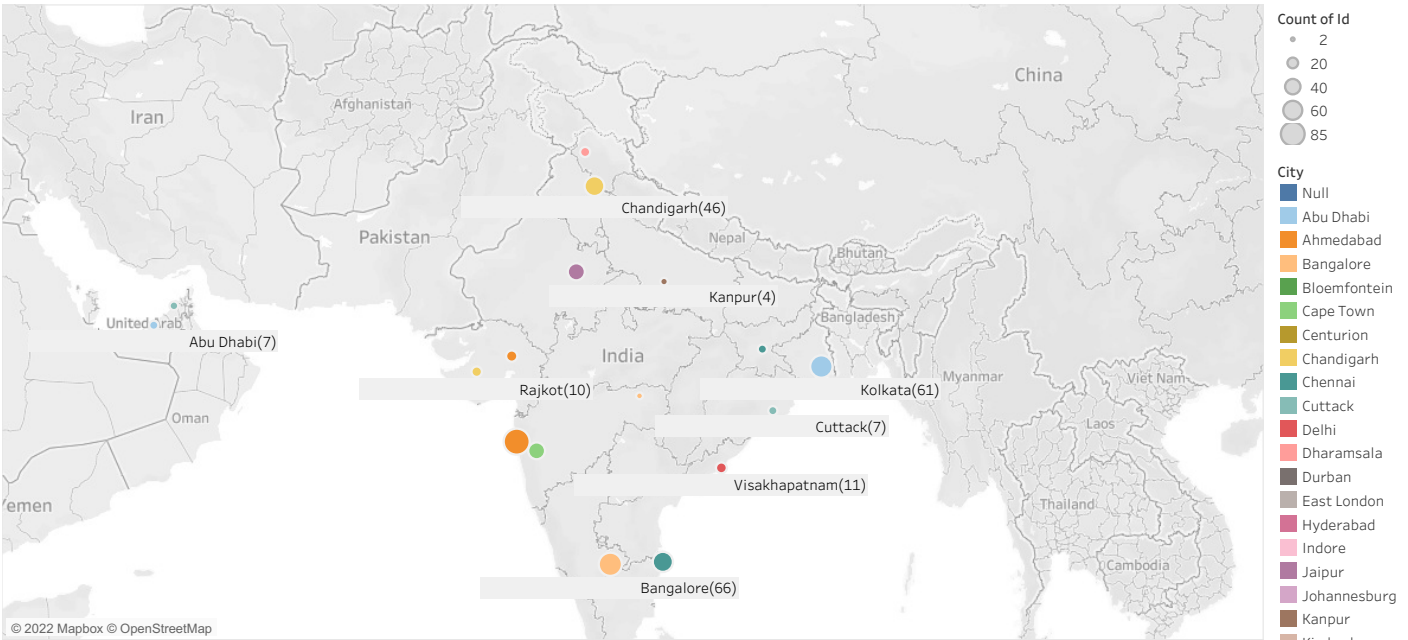 Iran
Afghanistan
China
Chandigarh(46)
Pakistan
Nepal
Bhutan
Kanpur(4)
United Arab
Abu Dhabi(7)
Bangladesh
India
Rajkot(10)
Kolkata(61)
Myanmar
Viet Nam
Oman
Cuttack(7)
Laos
Visakhapatnam(11)
Yemen
Thailand
Cambodia
Bangalore(66)
© 2022 Mapbox © OpenStreetMap
Count of Id
2
20
40
60
85
City
Null
Abu Dhabi
Ahmedabad
Bangalore
Bloemfontein
Cape Town
Centurion
Chandigarh
Chennai
Cuttack
Delhi
Dharamsala
Durban
East London
Hyderabad
Indore
Jaipur
Johannesburg
Kanpur